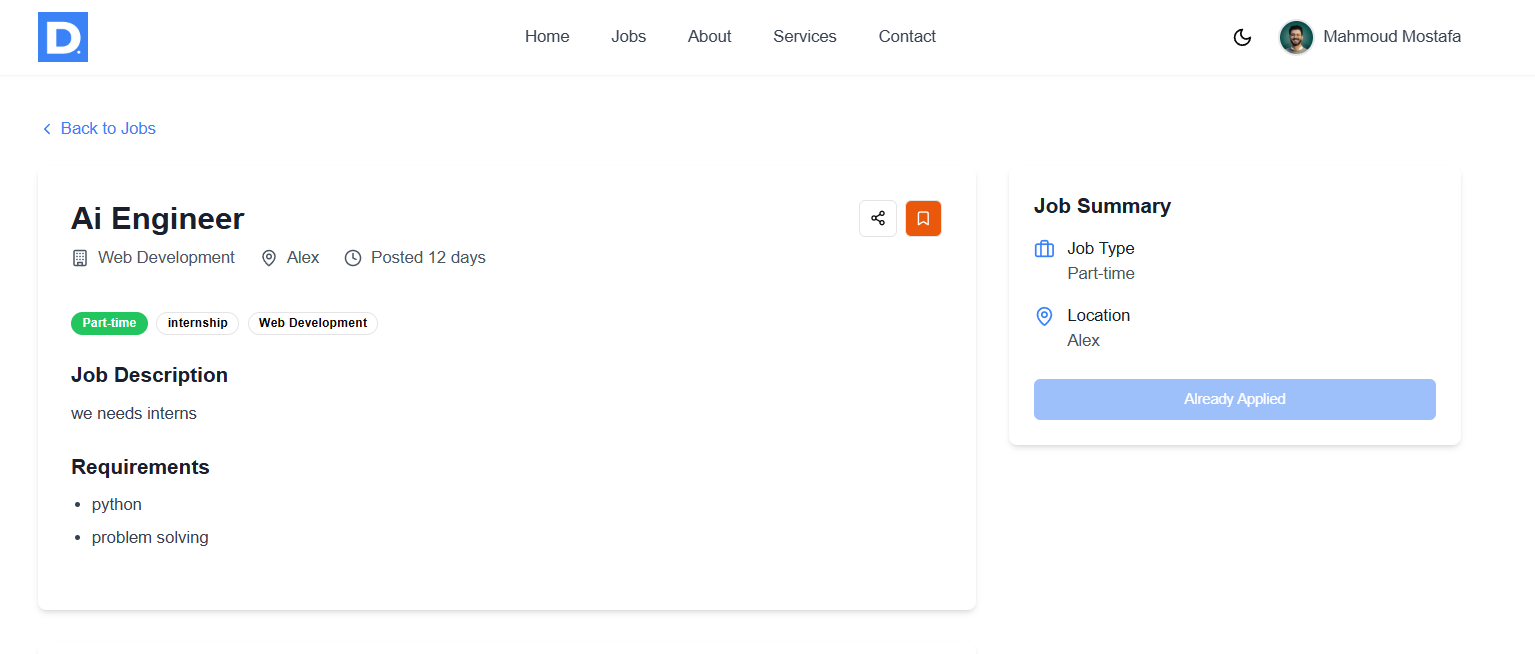 D.
Home Jobs About Services Contact
Mahmoud Mostafa
Back to Jobs
Ai Engineer
Web Development Alex Posted 12 days
Part-time internship Web Development
Job Description
we needs interns
Requirements
• python
• problem solving
Job Summary
Job Type
Part-time
Location
Alex
Already Applied